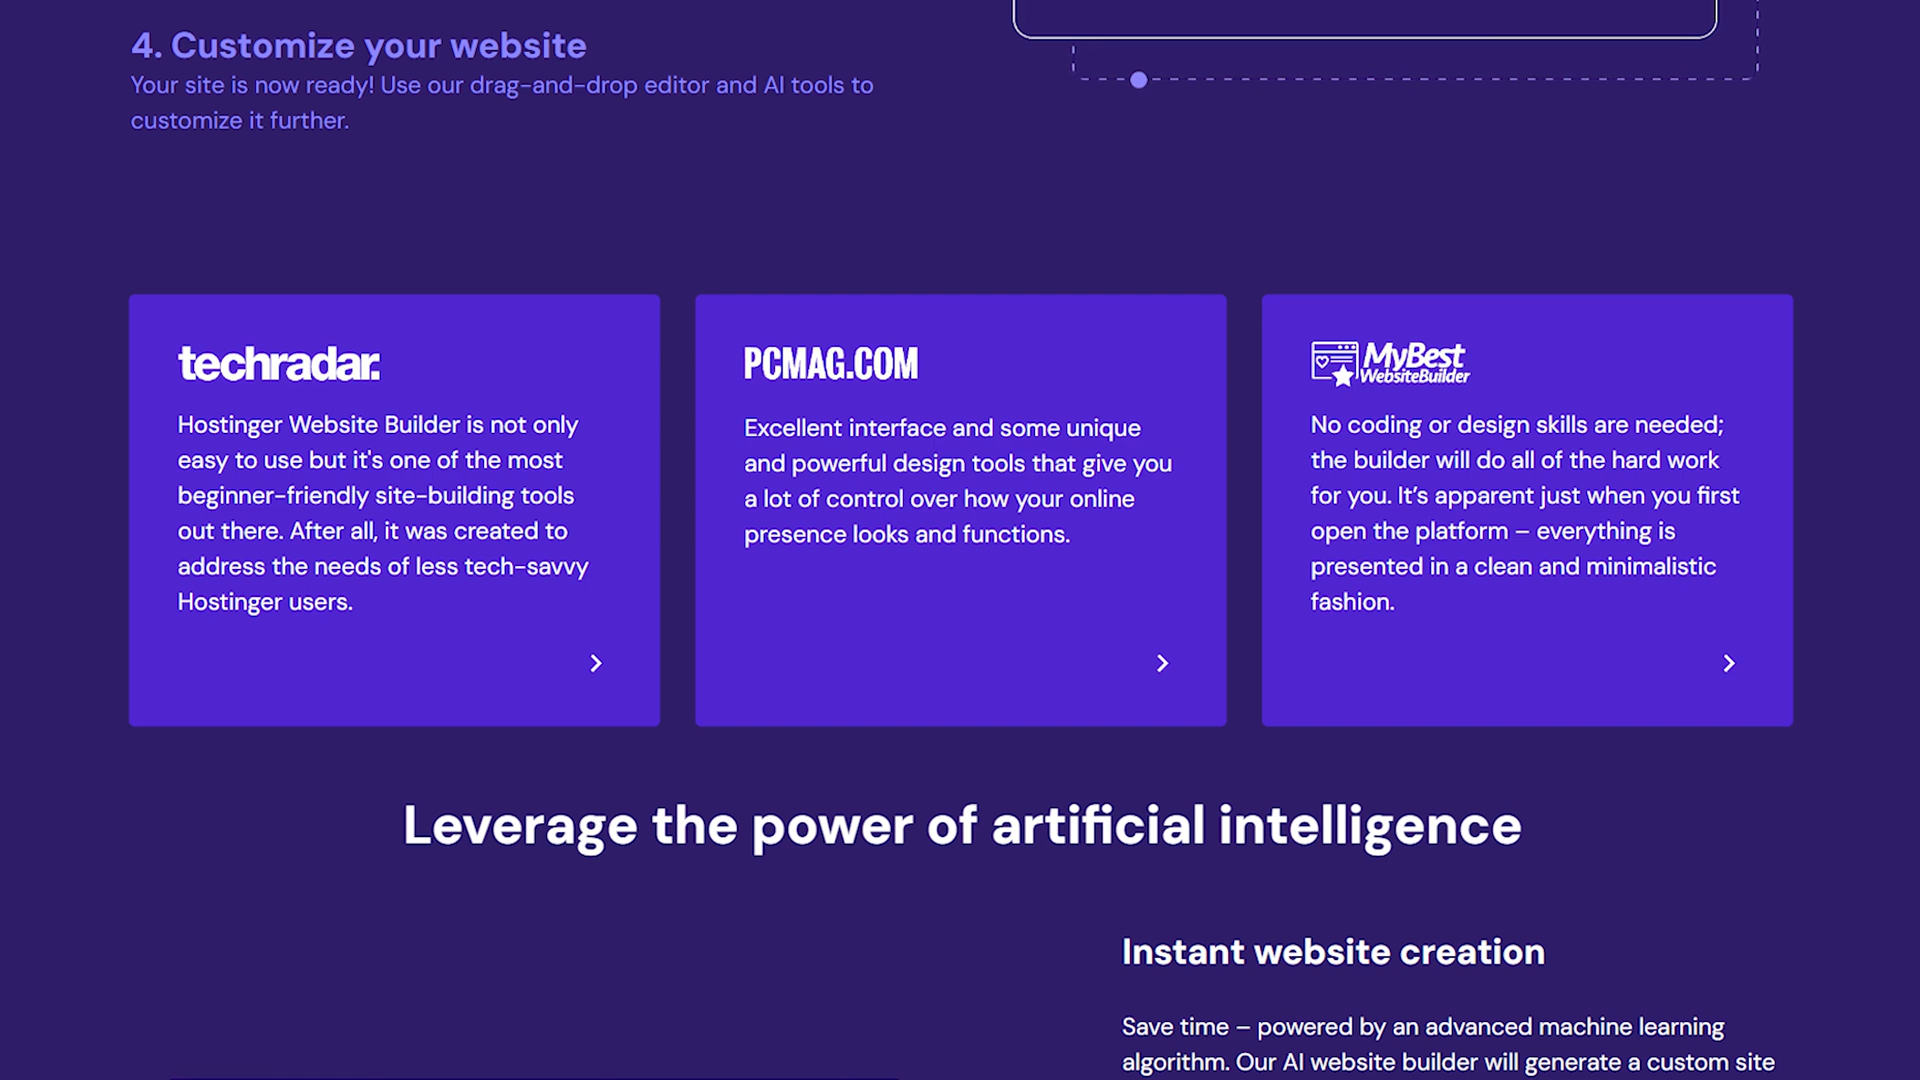 4. Customize your website
Your site is now ready! Use our drag-and-drop editor and AI tools to
customize it further.
techradar.
Hostinger Website Builder is not only
easy to use but it's one of the most
beginner-friendly site-building tools
out there. After all, it was created to
address the needs of less tech-savvy
Hostinger users.
PCMAG.COM
Excellent interface and some unique
and powerful design tools that give you
a lot of control over how your online
presence looks and functions.
MyBest
WebsiteBuilder
No coding or design skills are needed;
the builder will do all of the hard work
for you. It’s apparent just when you first
open the platform – everything is
presented in a clean and minimalistic
fashion.
Leverage the power of artificial intelligence
Instant website creation
Save time – powered by an advanced machine learning
algorithm. Our AI website builder will generate a custom site